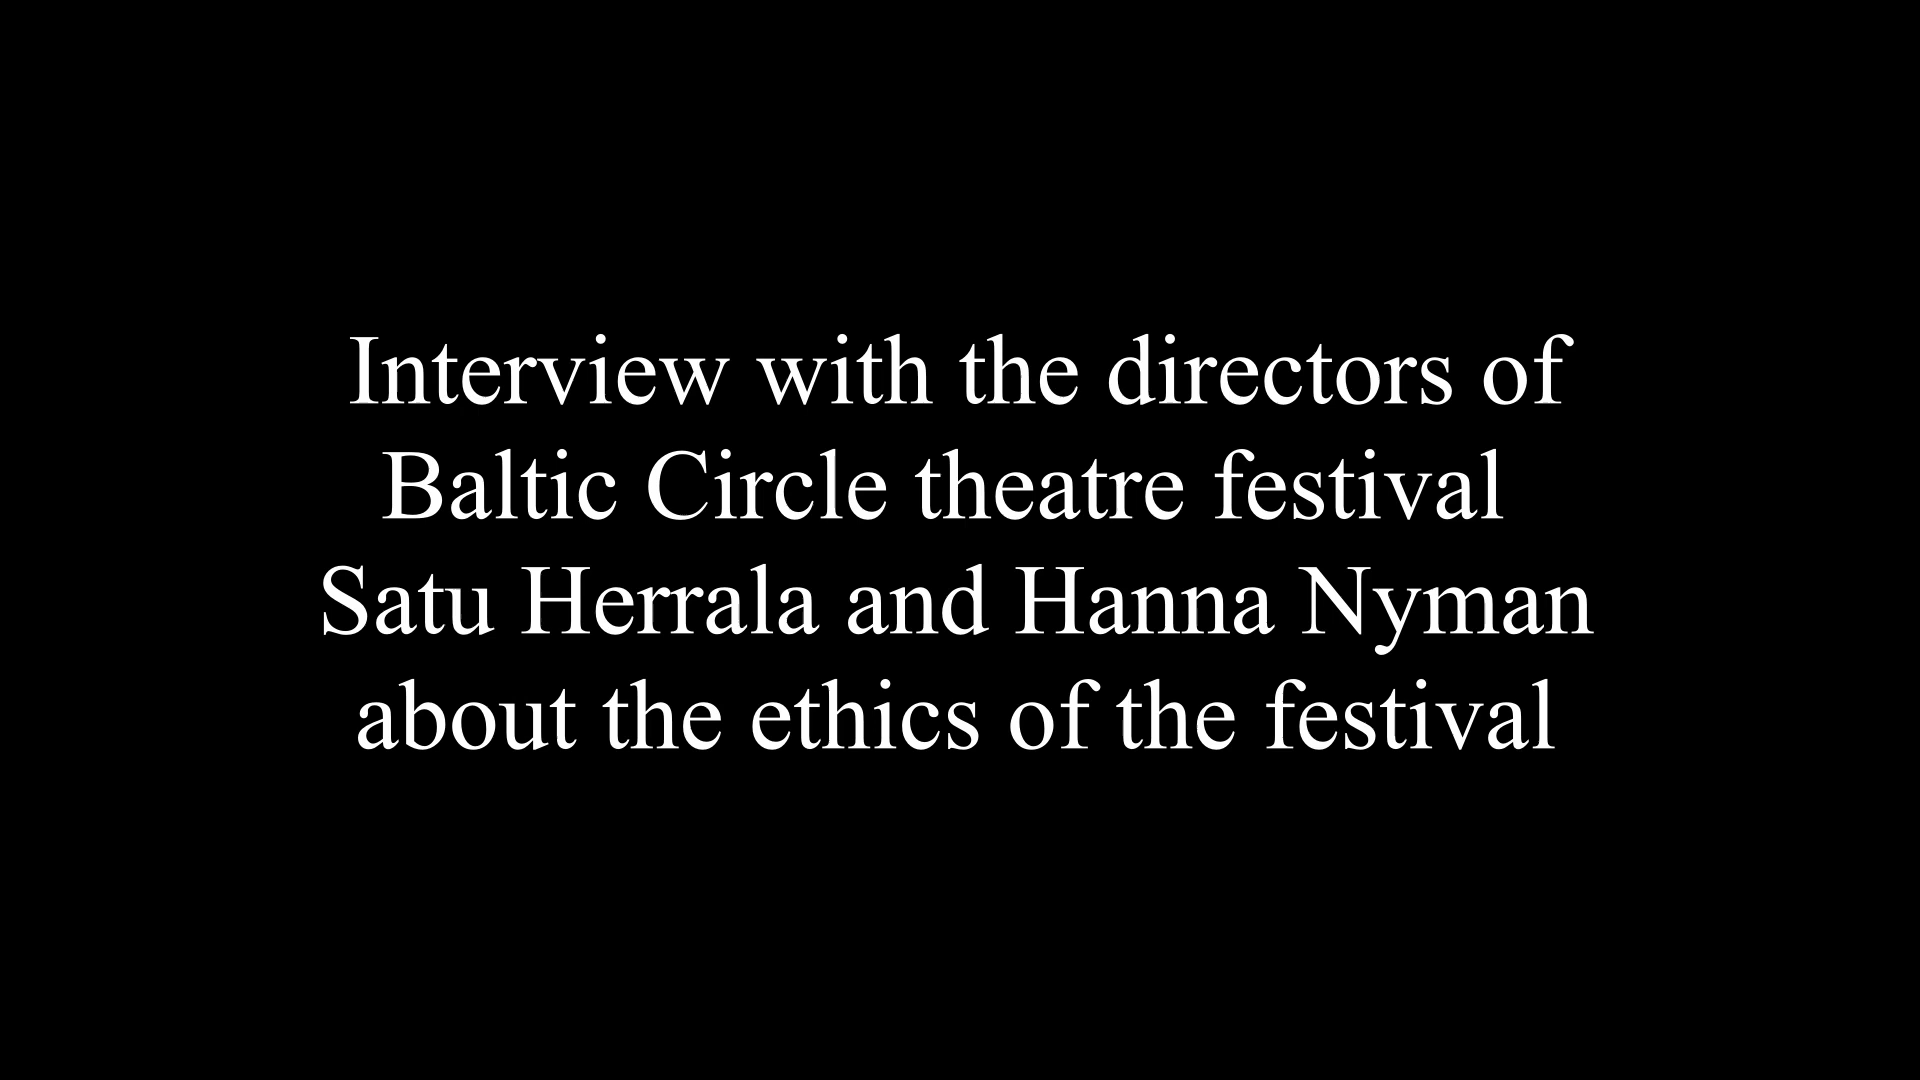 Interview with the directors of
Baltic Circle theatre festival
Satu Herrala and Hanna Nyman
about the ethics of the festival